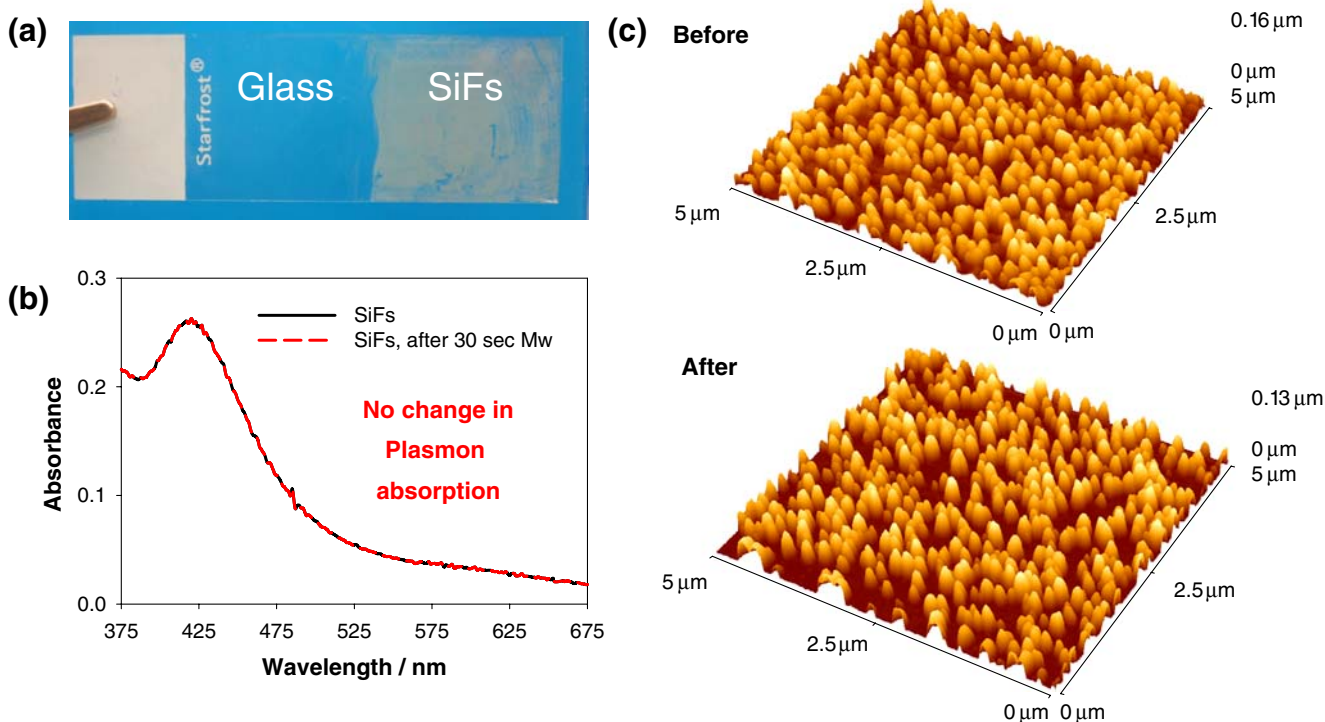 (a)
Starfrost®
Glass
SiFs
(b)
0.3
0.2
0.1
0.0
Absorbance
SiFs
SiFs, after 30 sec Mw
No change in
Plasmon
absorption
375 425 475 525 575 625 675
Wavelength / nm
(c)
Before
0.16 μm
0 μm
5 μm
2.5 μm
0 μm
5 μm
2.5 μm
0 μm
After
0.13 μm
0 μm
5 μm
2.5 μm
0 μm
5 μm
2.5 μm
0 μm